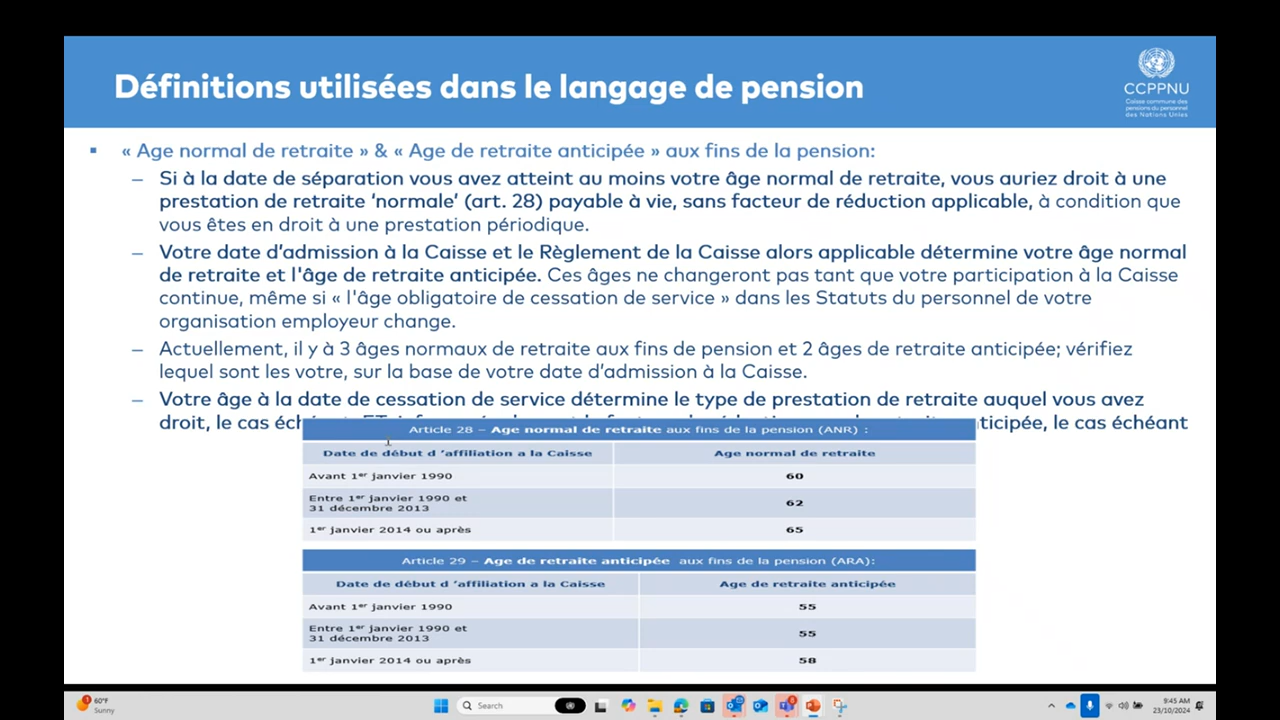 Définitions utilisées dans le langage de pension
CCPPNU
Caisse commune des
pensions du personnel
des Nations Unies
« Age normal de retraite » & « Age de retraite anticipée » aux fins de la pension:
– Si à la date de séparation vous avez atteint au moins votre âge normal de retraite, vous auriez droit à une
prestation de retraite ‘normale’ (art. 28) payable à vie, sans facteur de réduction applicable, à condition que
vous êtes en droit à une prestation périodique.
– Votre date d’admission à la Caisse et le Règlement de la Caisse alors applicable détermine votre âge normal
de retraite et l'âge de retraite anticipée. Ces âges ne changeront pas tant que votre participation à la Caisse
continue, même si « l'âge obligatoire de cessation de service » dans les Statuts du personnel de votre
organisation employeur change.
– Actuellement, il y à 3 âges normaux de retraite aux fins de pension et 2 âges de retraite anticipée; vérifiez
lequel sont les votre, sur la base de votre date d’admission à la Caisse.
– Votre âge à la date de cessation de service détermine le type de prestation de retraite auquel vous avez
droit, le cas , le cas échéant
Article 28 – Age normal de retraite aux fins de la pension (ANR) :
Date de début d ‘affiliation a la Caisse Age normal de retraite
Avant 1er janvier 1990 60
Entre 1er janvier 1990 et
31 décembre 2013 62
1er janvier 2014 ou après 65
Article 29 – Age de retraite anticipée aux fins de la pension (ARA):
Date de début d ‘affiliation a la Caisse Age de retraite anticipée
Avant 1er janvier 1990 55
Entre 1er janvier 1990 et
31 décembre 2013 55
1er janvier 2014 ou après 58
60°F
Sunny
Search
9:45 AM
23/10/2024